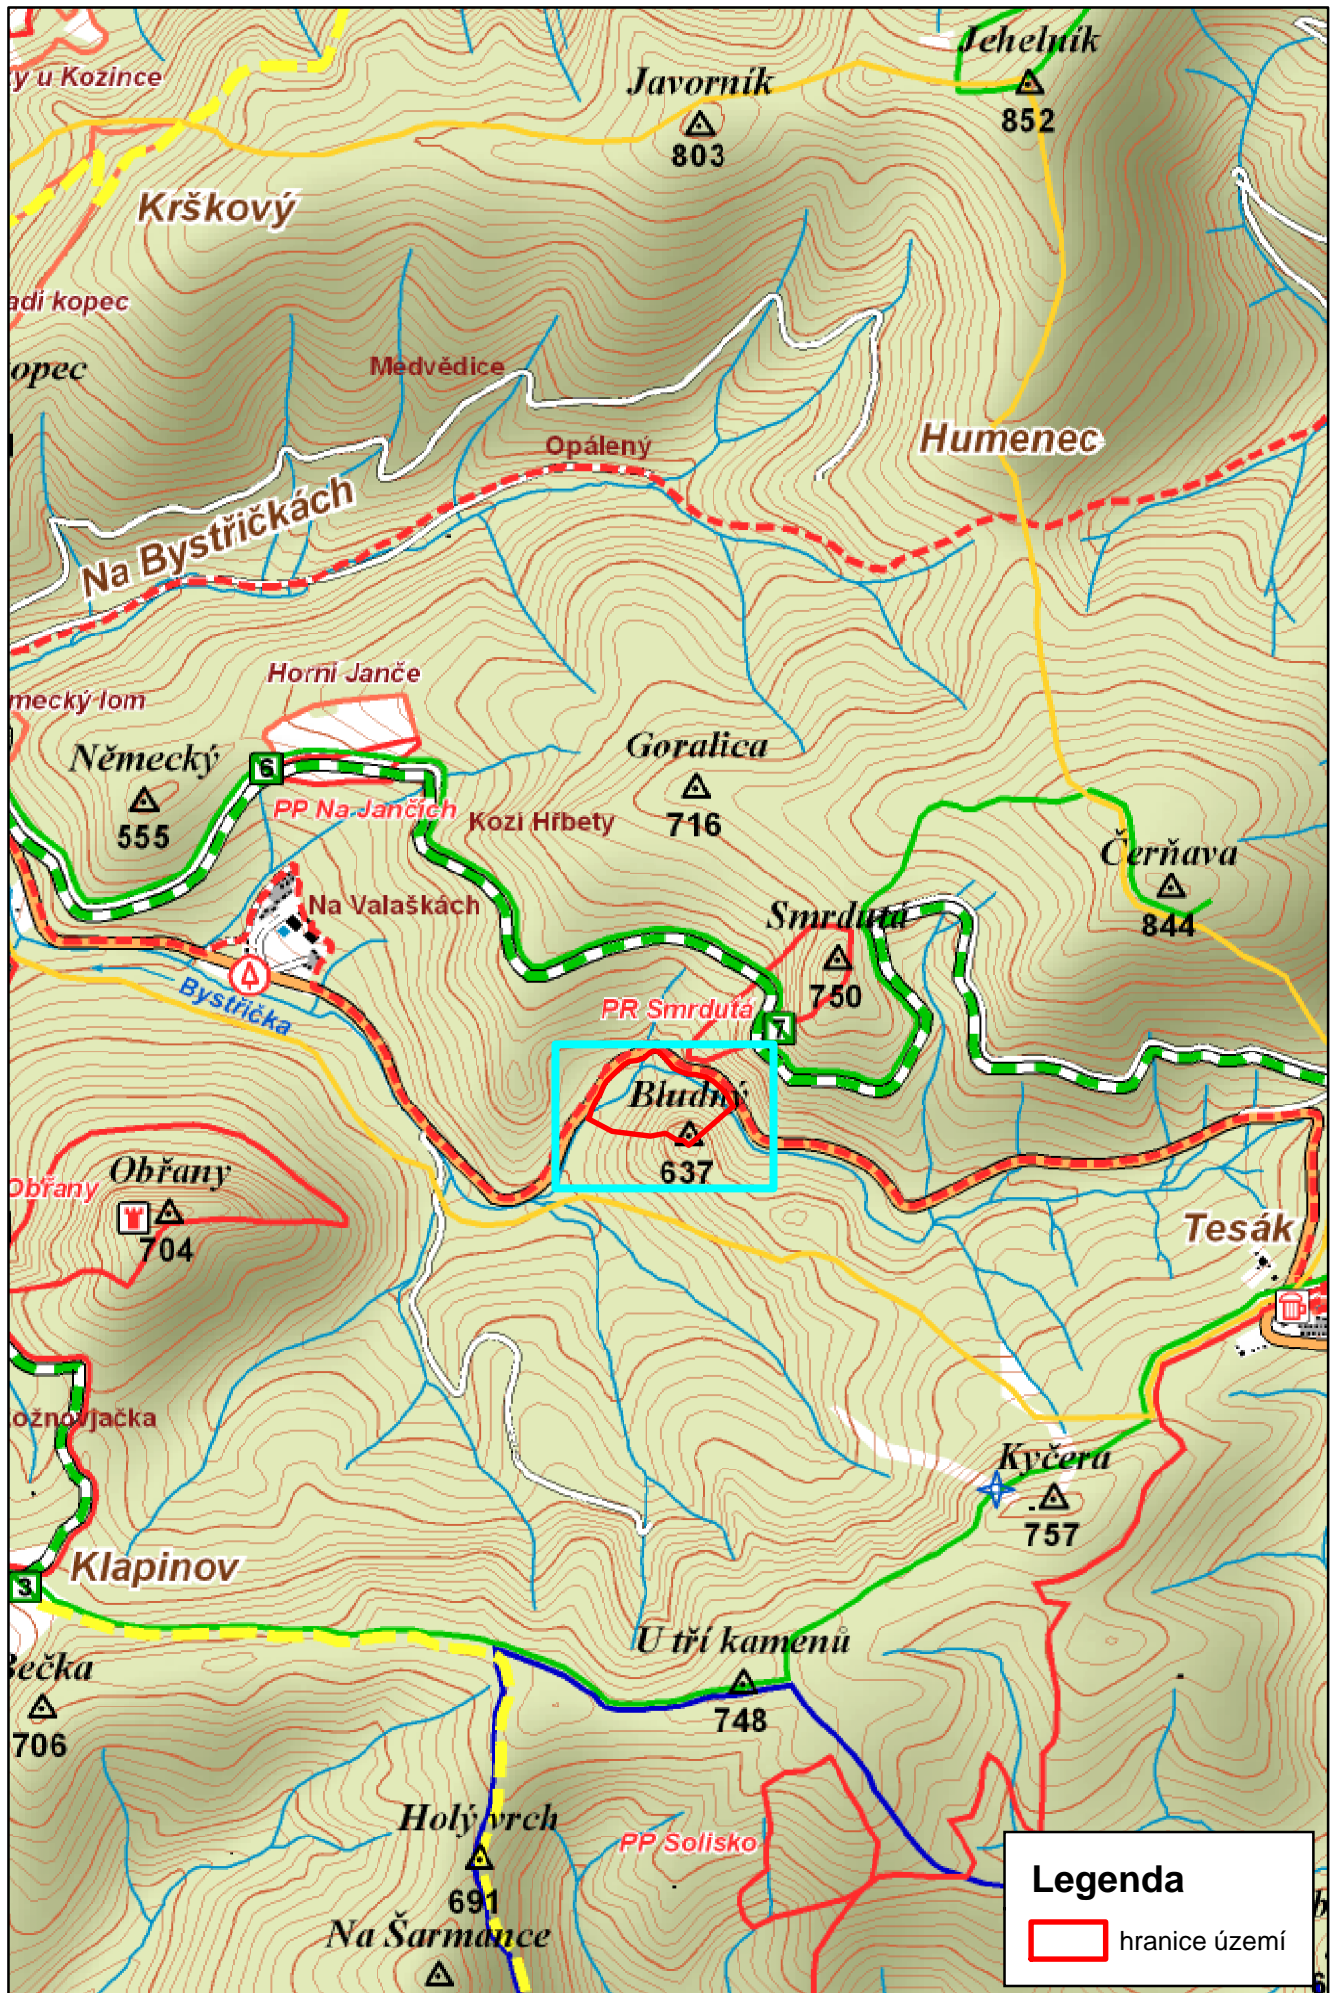 Jehelník
852
y u Kozince
Javorník
803
Krškový
adi kopec
opec
Medvědice
Opálený
Humenec
Na Bystřičkách
Horní Janče
mecký lom
Německý
555
6
PP Na Jančích
Goralica
716
Kozí Hřbety
Čerňava
844
Na Valaškách
Smrdutá
750
Bystřička
PR Smrdutá
7
Bludný
637
Obřany
Obřany
704
Tesák
ožnovjačka
Kyčera
757
Klapinov
3
U tří kamenů
748
Bečka
706
Holý vrch
691
PP Solisko
Na Šarmance
Legenda
hranice území